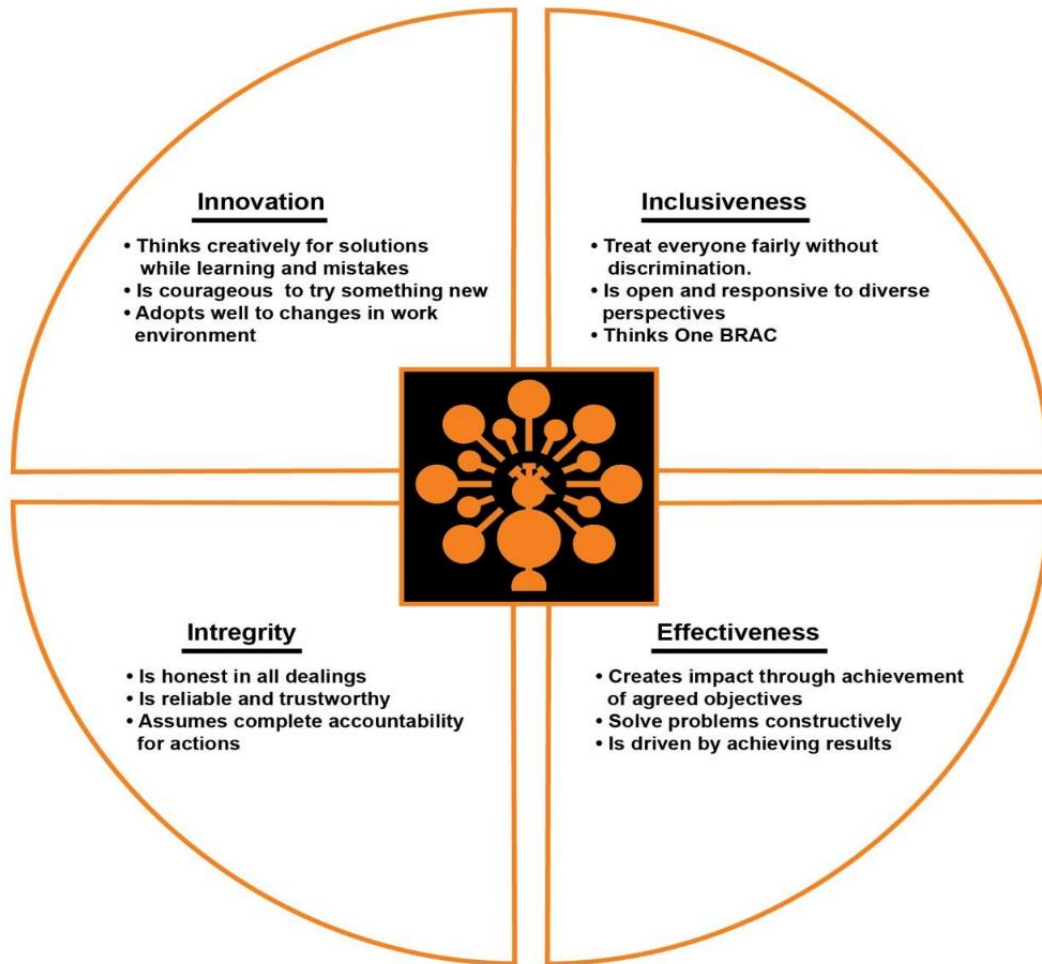 Innovation
• Thinks creatively for solutions
while learning and mistakes
• Is courageous to try something new
• Adopts well to changes in work
environment
Inclusiveness
• Treat everyone fairly without
discrimination.
• Is open and responsive to diverse
perspectives
• Thinks One BRAC
Intregrity
• Is honest in all dealings
• Is reliable and trustworthy
• Assumes complete accountability
for actions
Effectiveness
• Creates impact through achievement
of agreed objectives
• Solve problems constructively
• Is driven by achieving results